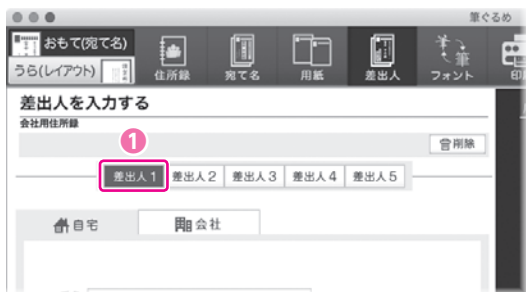 筆ぐるめ
おもて(宛て名)
うら(レイアウト)
住所録 宛て名 用紙 差出人 フォント
差出人を入力する
会社用住所録
1
削除
差出人1 差出人2 差出人3 差出人4 差出人5
自宅 会社